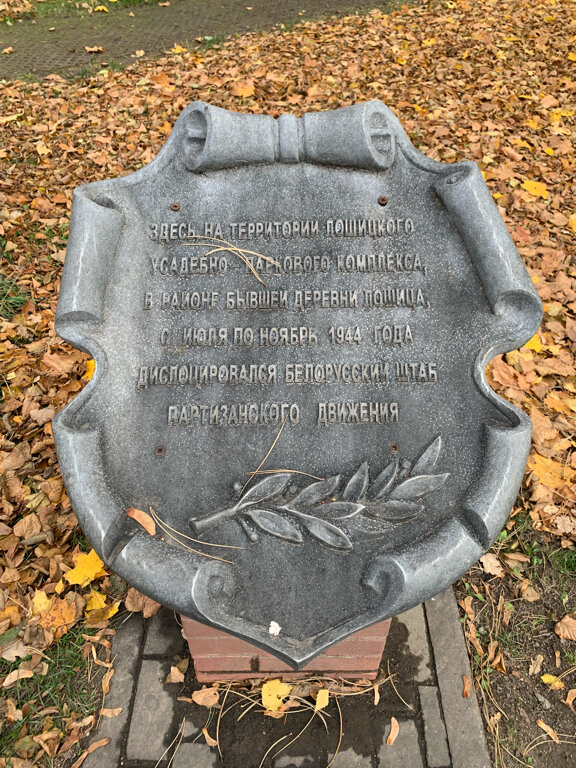 ЗДЕСЬ НА ТЕРРИТОРИИ ЛОШИЦКОГО
УСАДЕБНО-ПАРКОВОГО КОМПЛЕКСА,
В РАЙОНЕ БЫВШЕЙ ДЕРЕВНИ ЛОШИЦА,
С ИЮЛЯ ПО НОЯБРЬ 1944 ГОДА
ДИСЛОЦИРОВАЛСЯ БЕЛОРУССКИЙ ШТАБ
ПАРТИЗАНСКОГО ДВИЖЕНИЯ